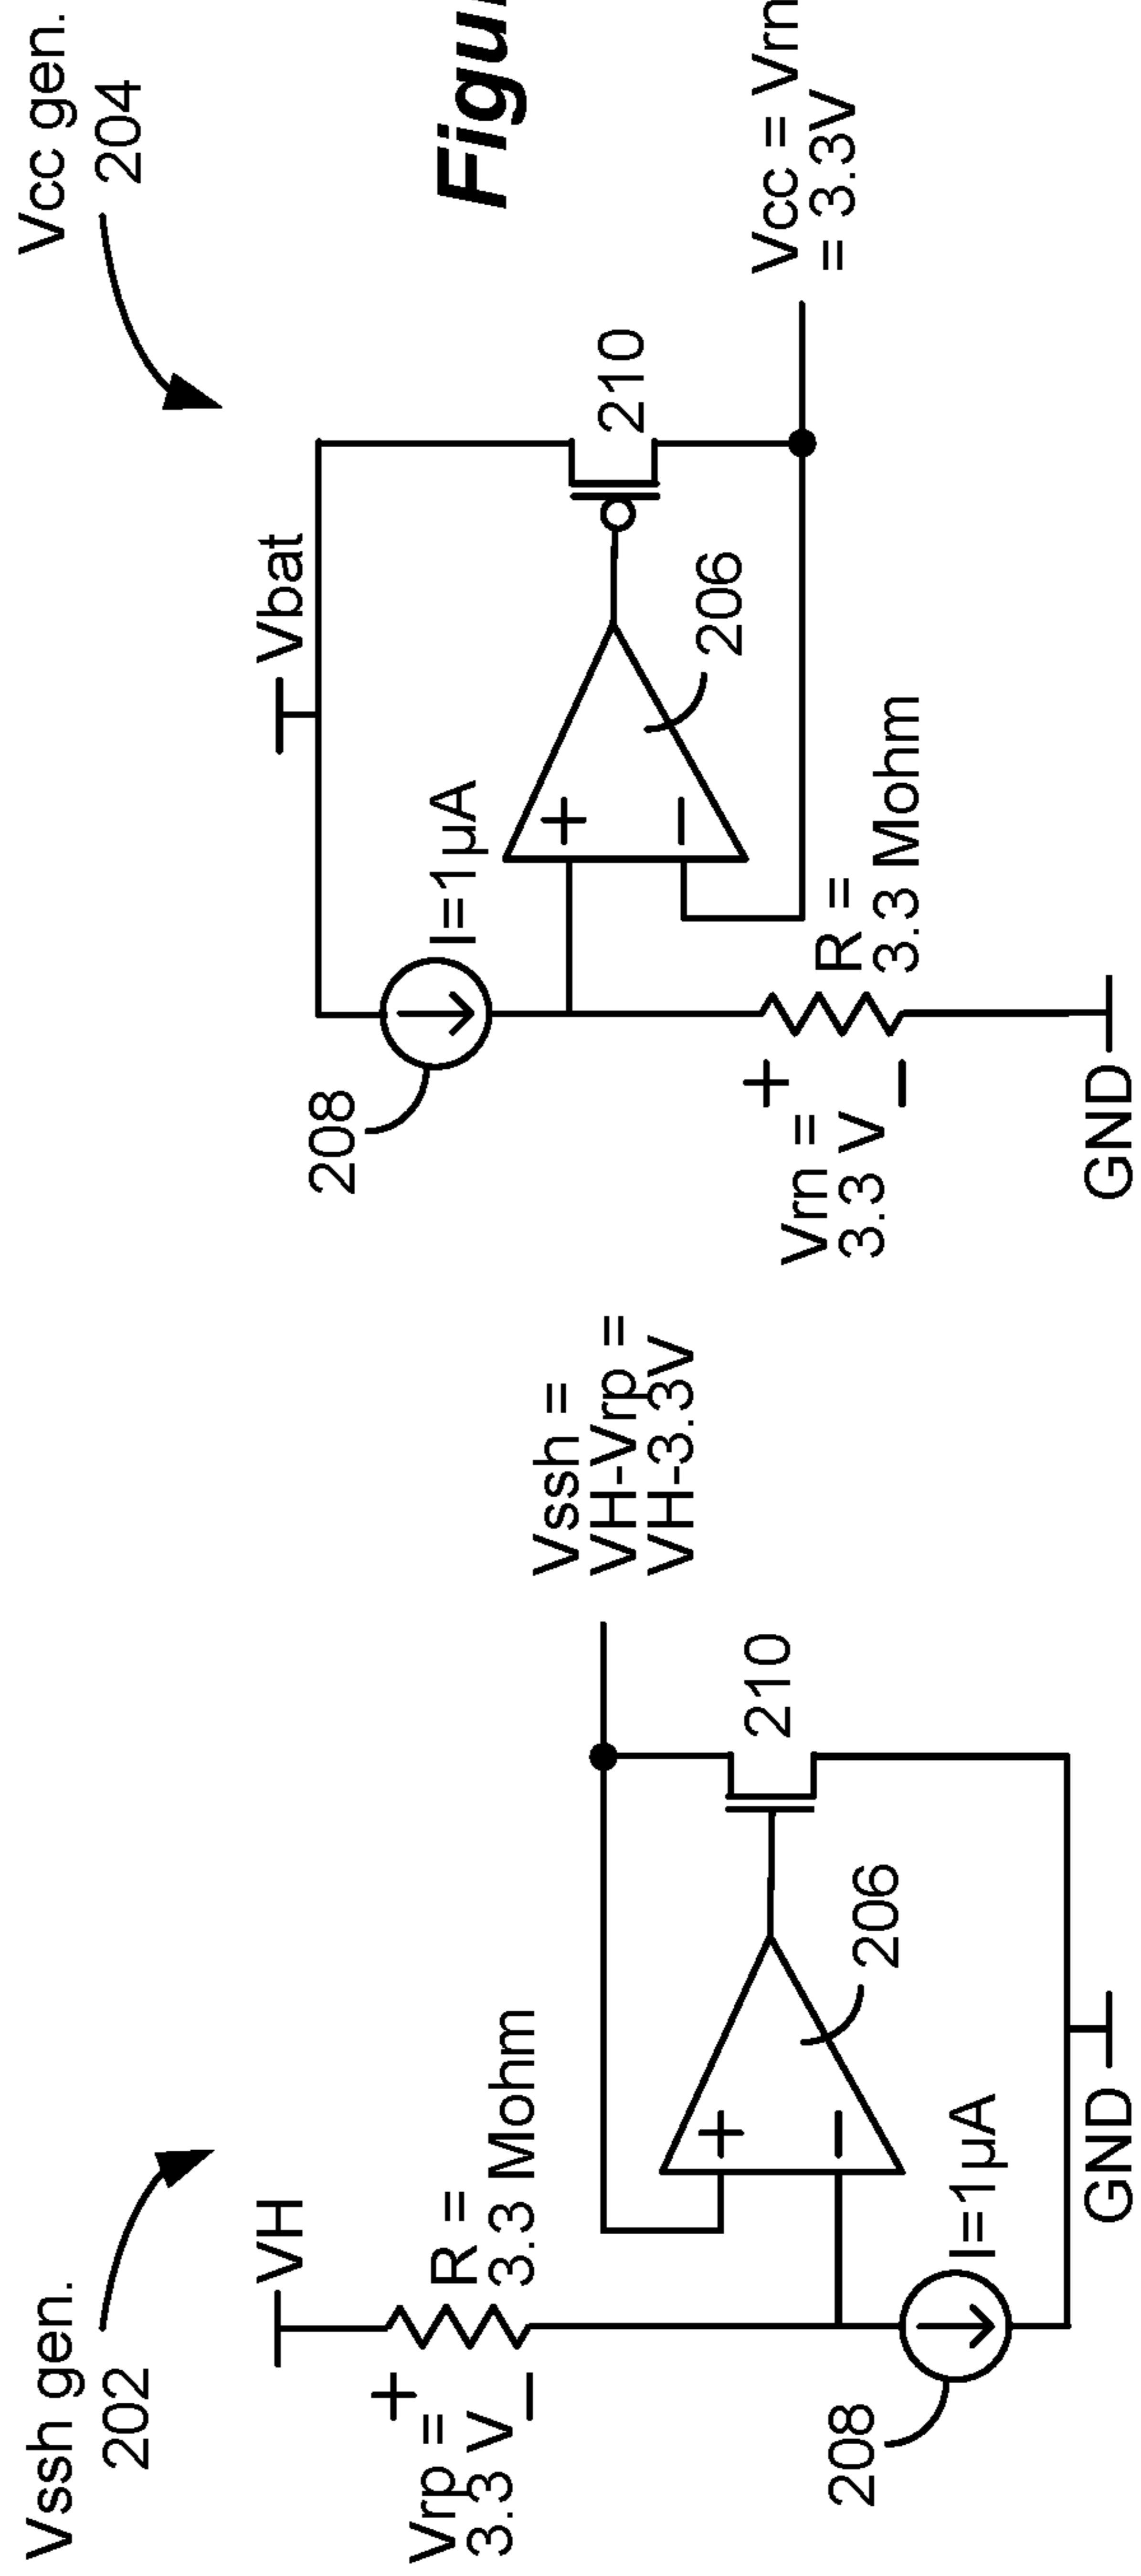 Vssh gen.
202
VH
Vrp =
3.3 V
+
−
R =
3.3 Mohm
Vssh =
VH-Vrp =
VH-3.3V
+
−
206
210
208
I=1µA
GND
Vcc gen.
204
Vbat
208
I=1µA
+
−
206
210
Vrn =
3.3 V
+
−
R =
3.3 Mohm
GND
Vcc = Vrn
= 3.3V